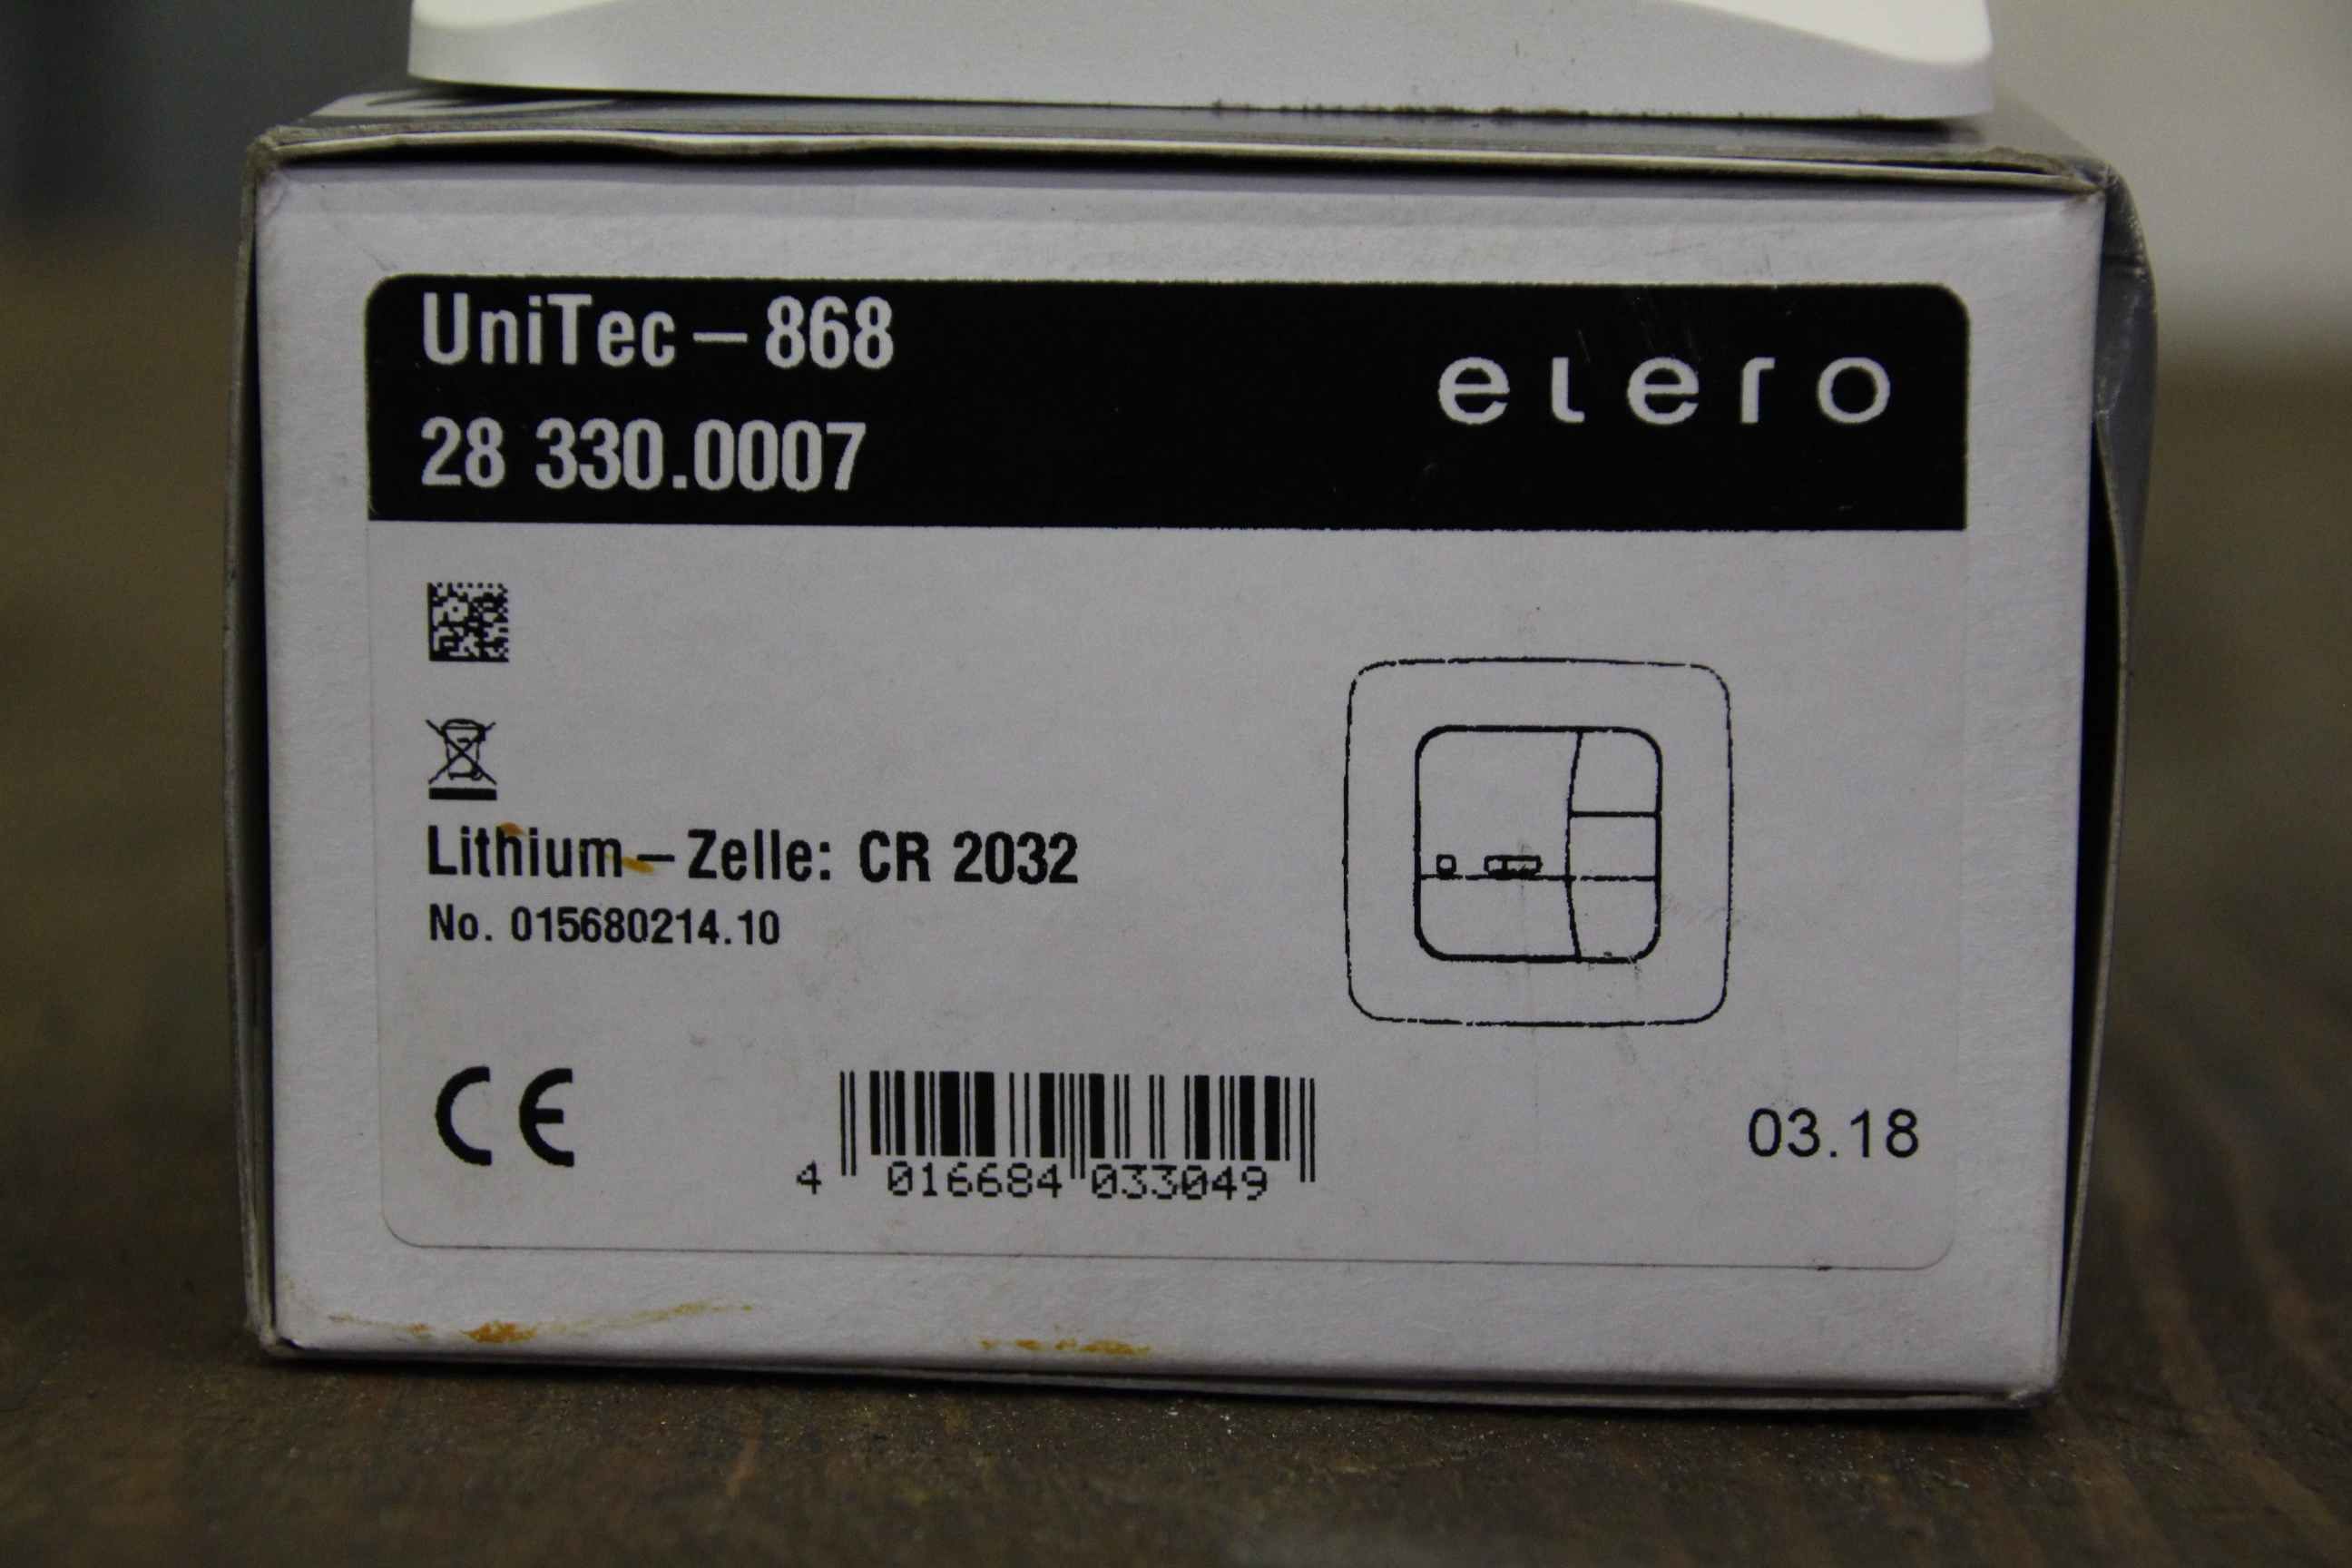 UniTec – 868
elero
28 330.0007
Lithium – Zelle: CR 2032
No. 015680214.10
CE
4 016684 033049
03.18